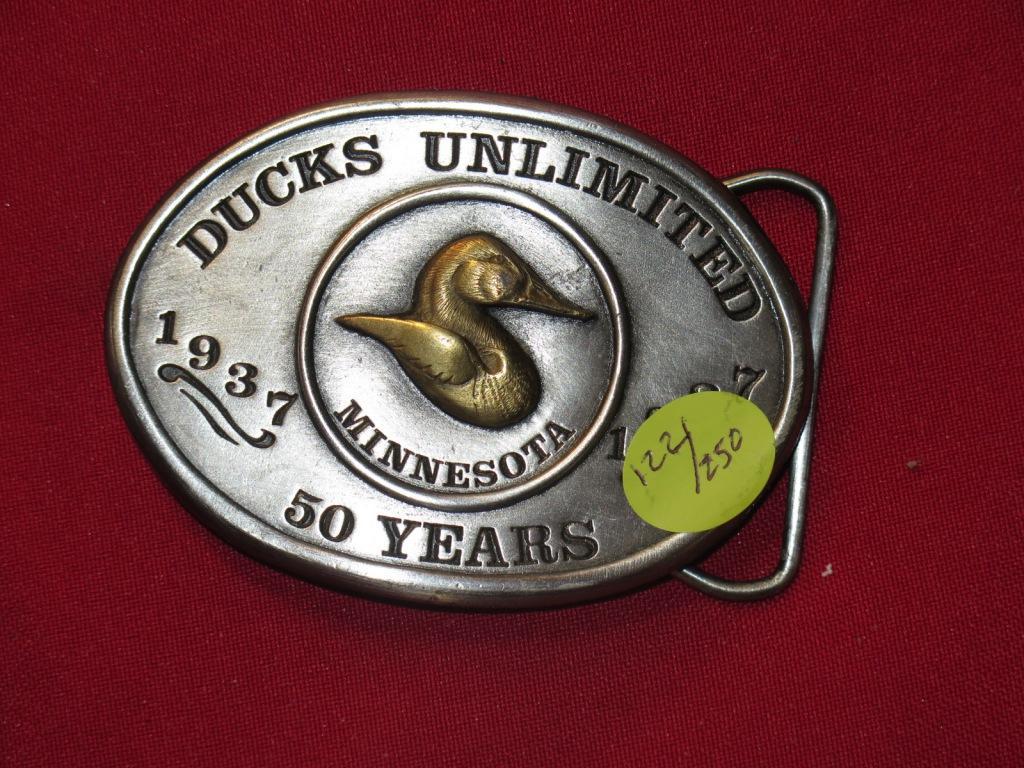 DUCKS UNLIMITED
1937
MINNESOTA
50 YEARS
122/250